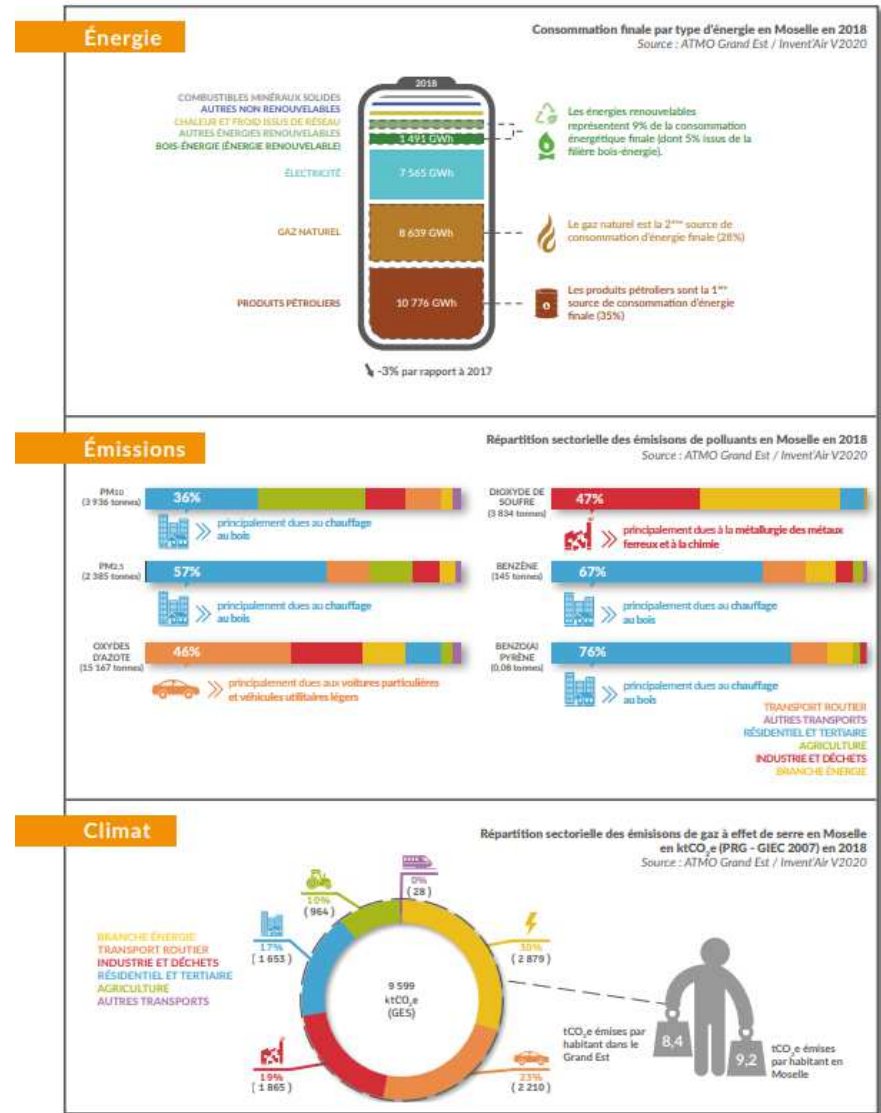 Énergie
Consommation finale par type d'énergie en Moselle en 2018
Source : ATMO Grand Est / Invent'Air V2020
2018
COMBUSTIBLES MINÉRAUX SOLIDES
AUTRES NON RENOUVELABLES
CHALEUR ET FROID ISSUS DE RÉSEAU
AUTRES ÉNERGIES RENOUVELABLES
BOIS-ÉNERGIE (ÉNERGIE RENOUVELABLE)
1 491 GWh
Les énergies renouvelables
représentent 9% de la consommation
énergétique finale (dont 5% issus de la
filière bois-énergie).
ÉLECTRICITÉ
7 565 GWh
GAZ NATUREL
8 639 GWh
Le gaz naturel est la 2ème source de
consommation d'énergie finale (28%)
PRODUITS PÉTROLIERS
10 776 GWh
Les produits pétroliers sont la 1ère
source de consommation d'énergie
finale (35%)
-3% par rapport à 2017
Émissions
Répartition sectorielle des émisisons de polluants en Moselle en 2018
Source : ATMO Grand Est / Invent'Air V2020
PM10
(3 936 tonnes)
36%
principalement dues au chauffage
au bois
PM2,5
(2 385 tonnes)
57%
principalement dues au chauffage
au bois
OXYDES
D'AZOTE
(15 167 tonnes)
46%
principalement dues aux voitures particulières
et véhicules utilitaires légers
DIOXYDE DE
SOUFRE
(3 834 tonnes)
47%
principalement dues à la métallurgie des métaux
ferreux et à la chimie
BENZÈNE
(145 tonnes)
67%
principalement dues au chauffage
au bois
BENZO(A)
PYRÈNE
(0,08 tonnes)
76%
principalement dues au chauffage
au bois
TRANSPORT ROUTIER
AUTRES TRANSPORTS
RÉSIDENTIEL ET TERTIAIRE
AGRICULTURE
INDUSTRIE ET DÉCHETS
BRANCHE ÉNERGIE
Climat
Répartition sectorielle des émisisons de gaz à effet de serre en Moselle
en ktCO2e (PRG - GIEC 2007) en 2018
Source : ATMO Grand Est / Invent'Air V2020
BRANCHE ÉNERGIE
TRANSPORT ROUTIER
INDUSTRIE ET DÉCHETS
RÉSIDENTIEL ET TERTIAIRE
AGRICULTURE
AUTRES TRANSPORTS
0%
( 28 )
10%
( 964 )
17%
( 1 653 )
30%
( 2 879 )
9 599
ktCO2e
(GES)
19%
( 1 865 )
23%
( 2 210 )
tCO2e émises par
habitant dans le
Grand Est
8,4
9,2
tCO2e émises
par habitant en
Moselle